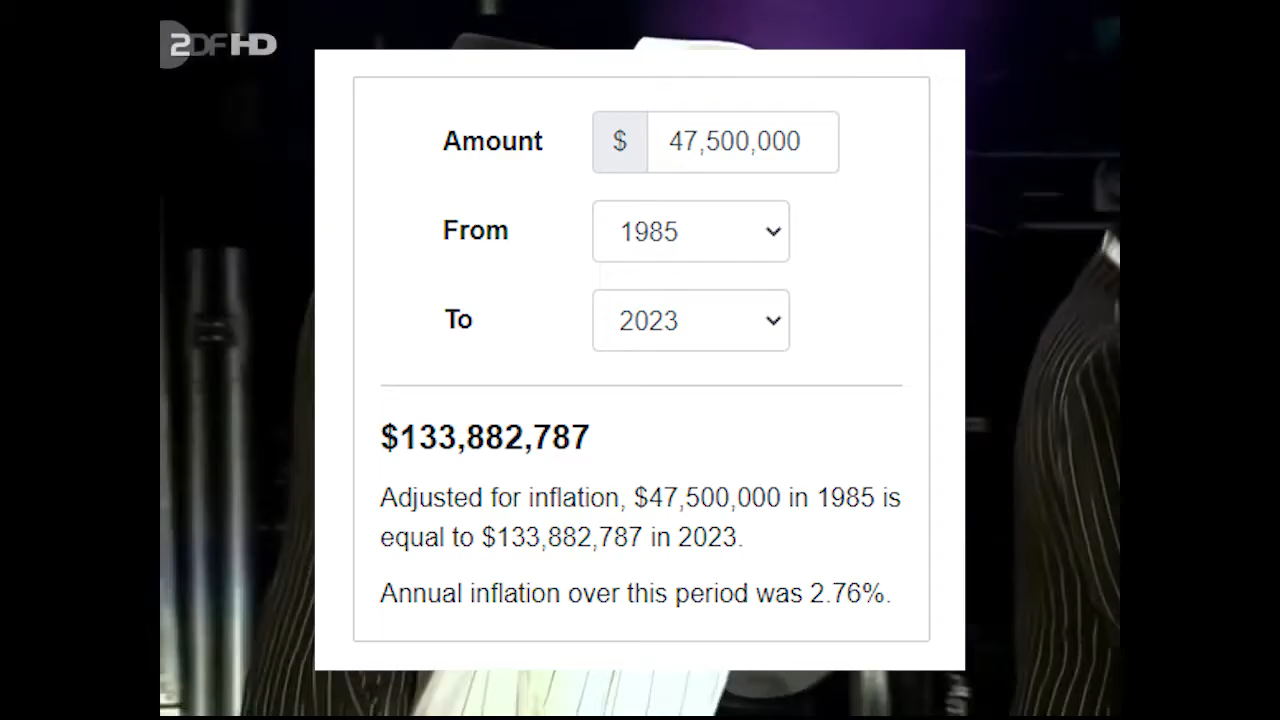 2DFHD
Amount $ 47,500,000
From 1985
To 2023
$133,882,787
Adjusted for inflation, $47,500,000 in 1985 is
equal to $133,882,787 in 2023.
Annual inflation over this period was 2.76%.